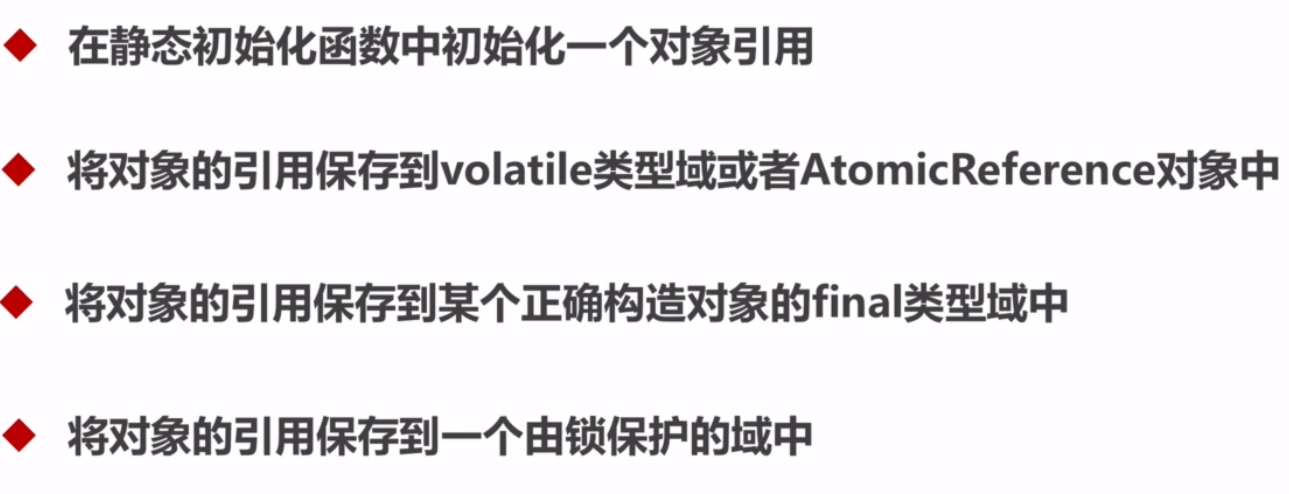 在静态初始化函数中初始化一个对象引用
将对象的引用保存到volatile类型域或者AtomicReference对象中
将对象的引用保存到某个正确构造对象的final类型域中
将对象的引用保存到一个由锁保护的域中